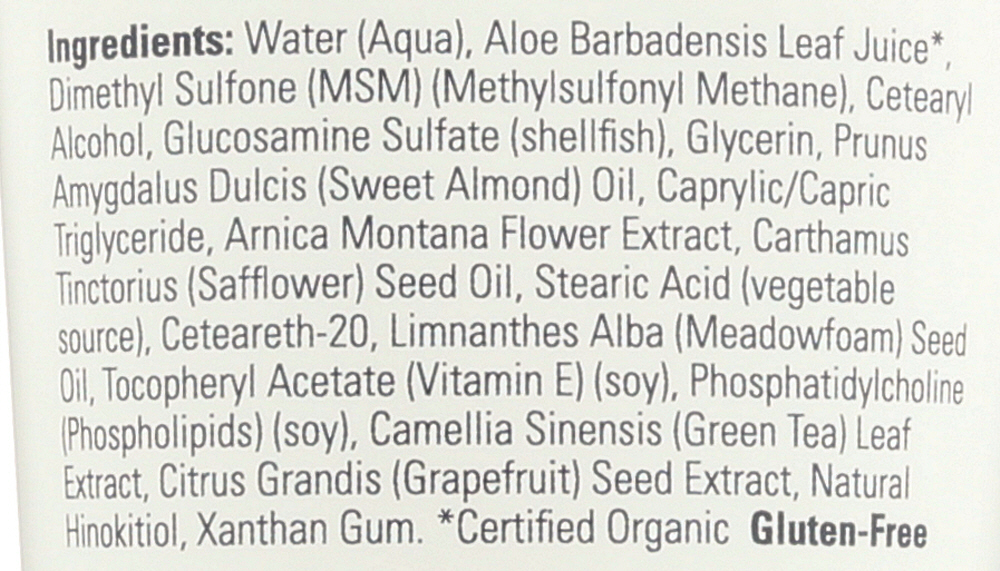 Ingredients: Water (Aqua), Aloe Barbadensis Leaf Juice*,
Dimethyl Sulfone (MSM) (Methylsulfonyl Methane), Cetearyl
Alcohol, Glucosamine Sulfate (shellfish), Glycerin, Prunus
Amygdalus Dulcis (Sweet Almond) Oil, Caprylic/Capric
Triglyceride, Arnica Montana Flower Extract, Carthamus
Tinctorius (Safflower) Seed Oil, Stearic Acid (vegetable
source), Ceteareth-20, Limnanthes Alba (Meadowfoam) Seed
Oil, Tocopheryl Acetate (Vitamin E) (soy), Phosphatidylcholine
(Phospholipids) (soy), Camellia Sinensis (Green Tea) Leaf
Extract, Citrus Grandis (Grapefruit) Seed Extract, Natural
Hinokitiol, Xanthan Gum. *Certified Organic Gluten-Free